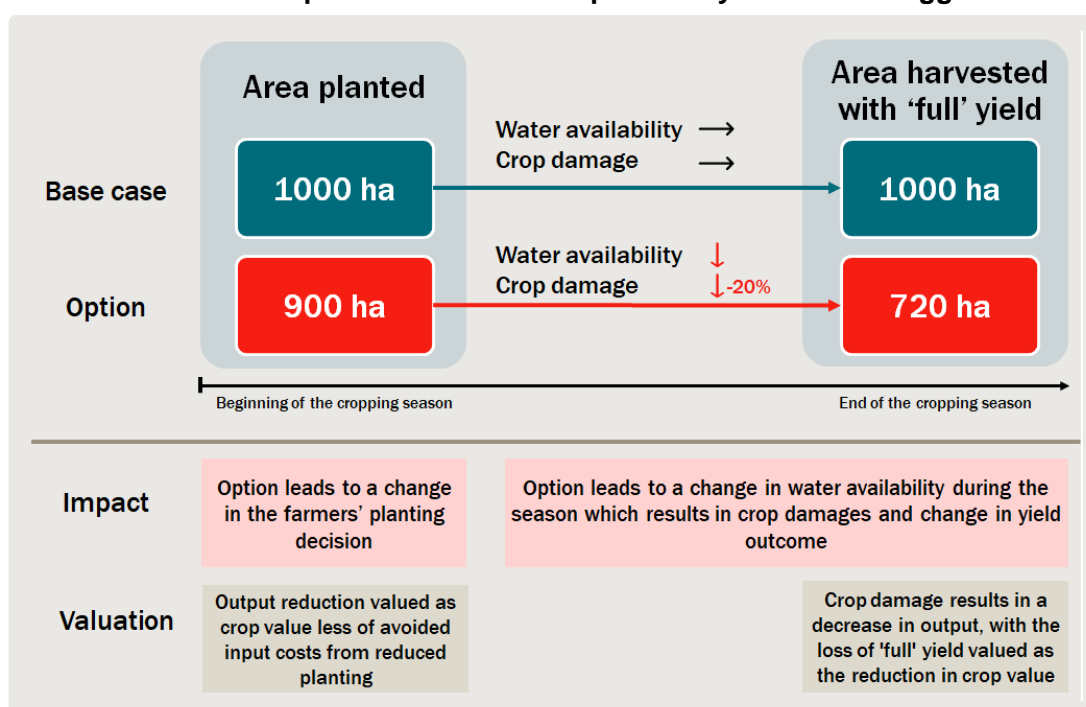 Area planted
Area harvested
with ‘full’ yield
Water availability →
Crop damage →
Base case
1000 ha
1000 ha
Water availability ↓
Crop damage ↓-20%
Option
900 ha
720 ha
Beginning of the cropping season
End of the cropping season
Impact
Option leads to a change
in the farmers’ planting
decision
Option leads to a change in water availability during the
season which results in crop damages and change in yield
outcome
Valuation
Output reduction valued as
crop value less of avoided
input costs from reduced
planting
Crop damage results in a
decrease in output, with the
loss of 'full' yield valued as
the reduction in crop value